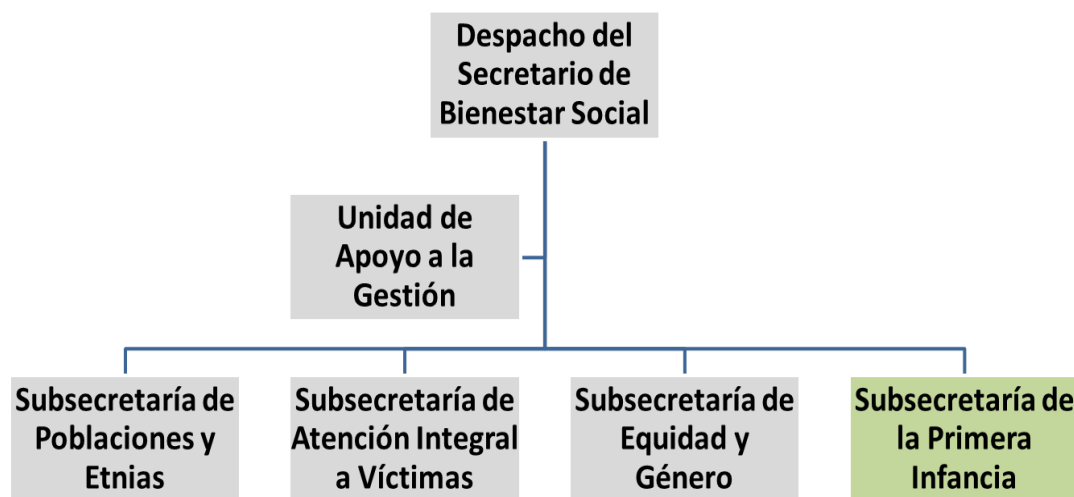 Despacho del
Secretario de
Bienestar Social
Unidad de
Apoyo a la
Gestión
Subsecretaría de
Poblaciones y
Etnias
Subsecretaría de
Atención Integral
a Víctimas
Subsecretaría de
Equidad y
Género
Subsecretaría de
la Primera
Infancia